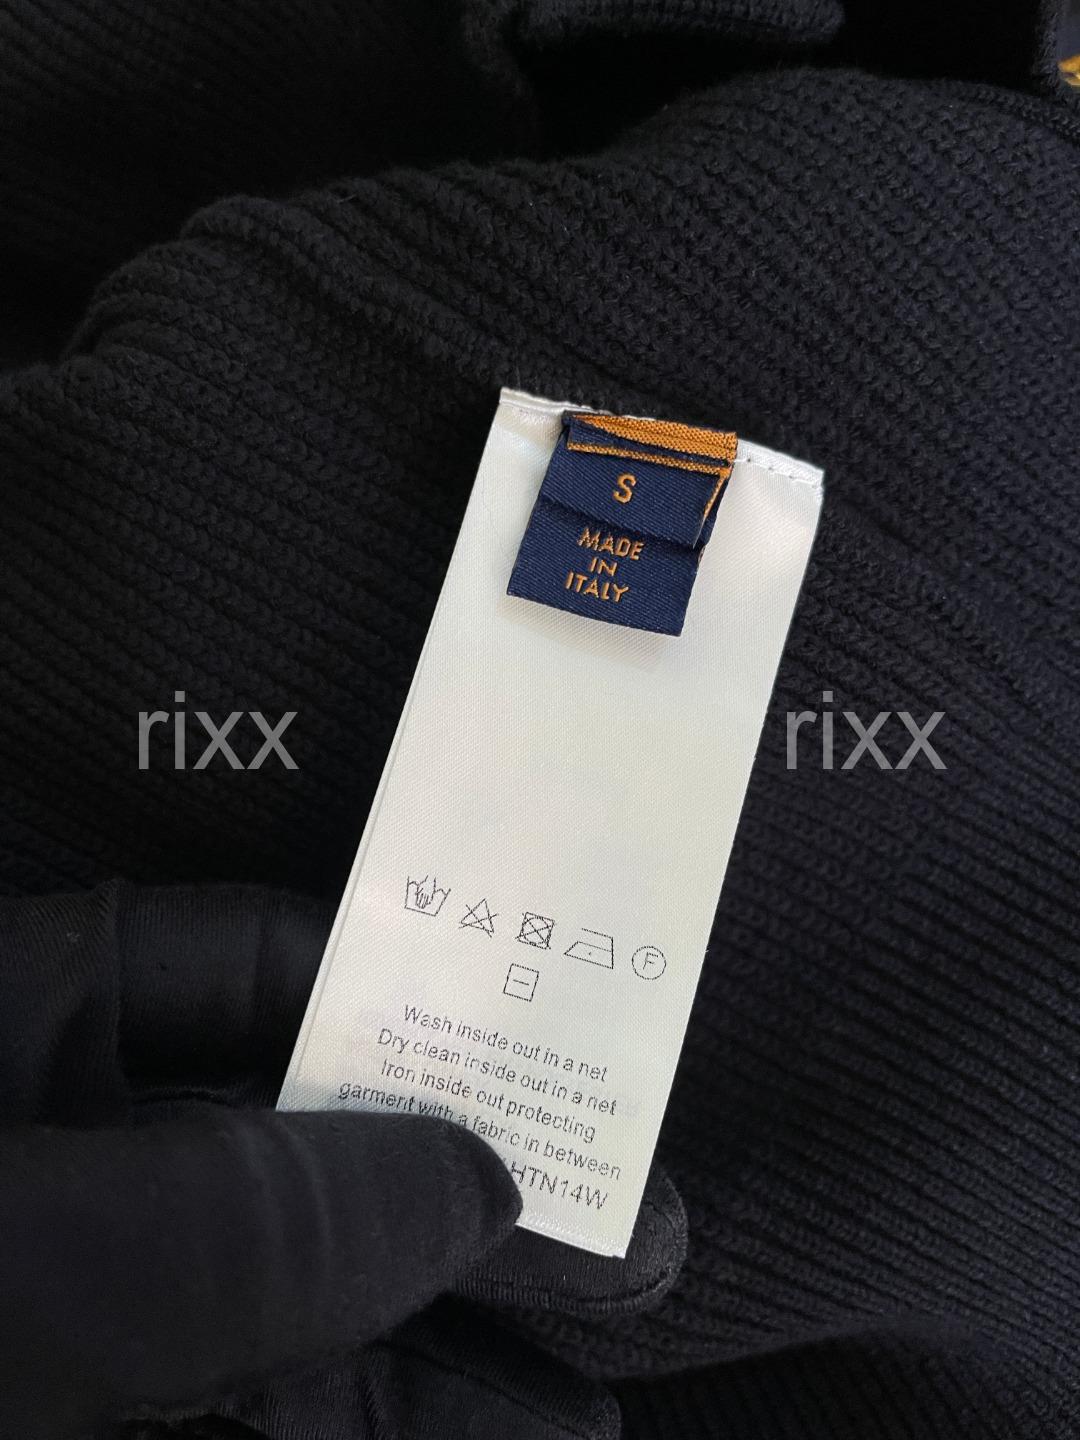 S
MADE
IN
ITALY
rixx
rixx
F
Wash inside out in a net
Dry clean inside out in a net
Iron inside out protecting
garment with a fabric in between
HTN14W